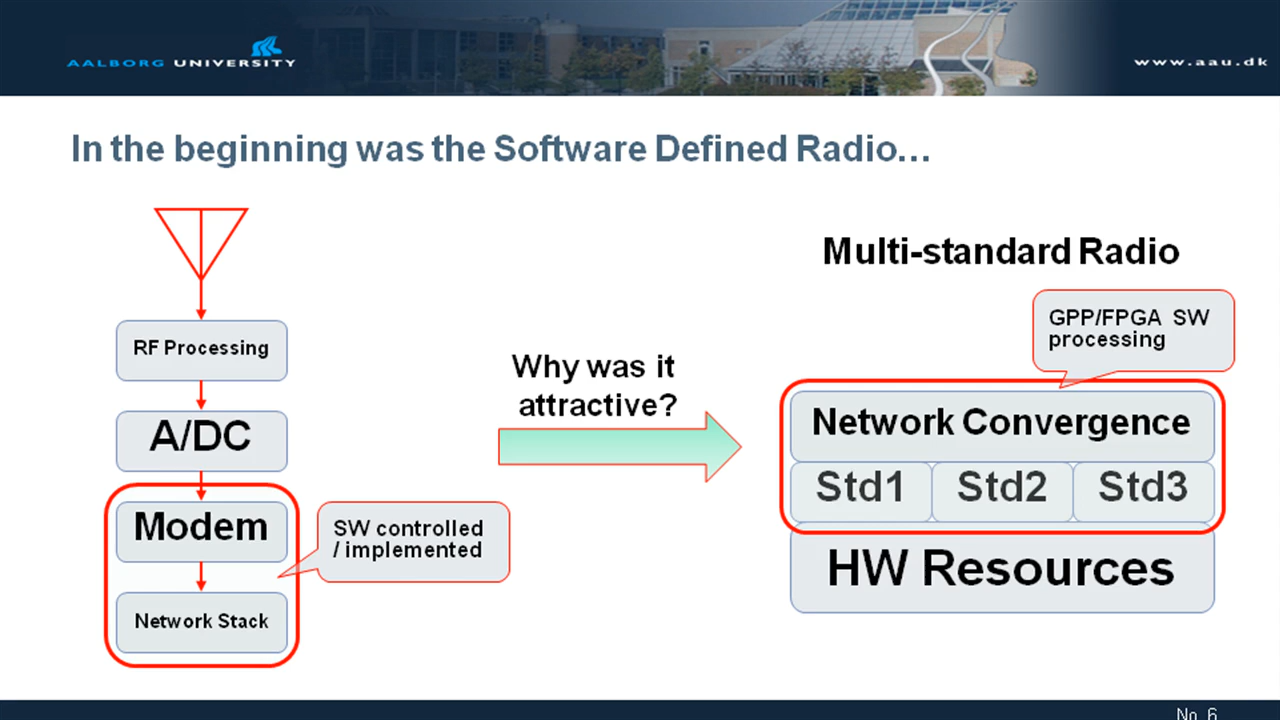 AALBORG UNIVERSITY
www.aau.dk
In the beginning was the Software Defined Radio...
RF Processing
A/DC
Modem
Network Stack
SW controlled
/ implemented
Why was it
attractive?
Multi-standard Radio
GPP/FPGA SW
processing
Network Convergence
Std1 Std2 Std3
HW Resources
No. 6